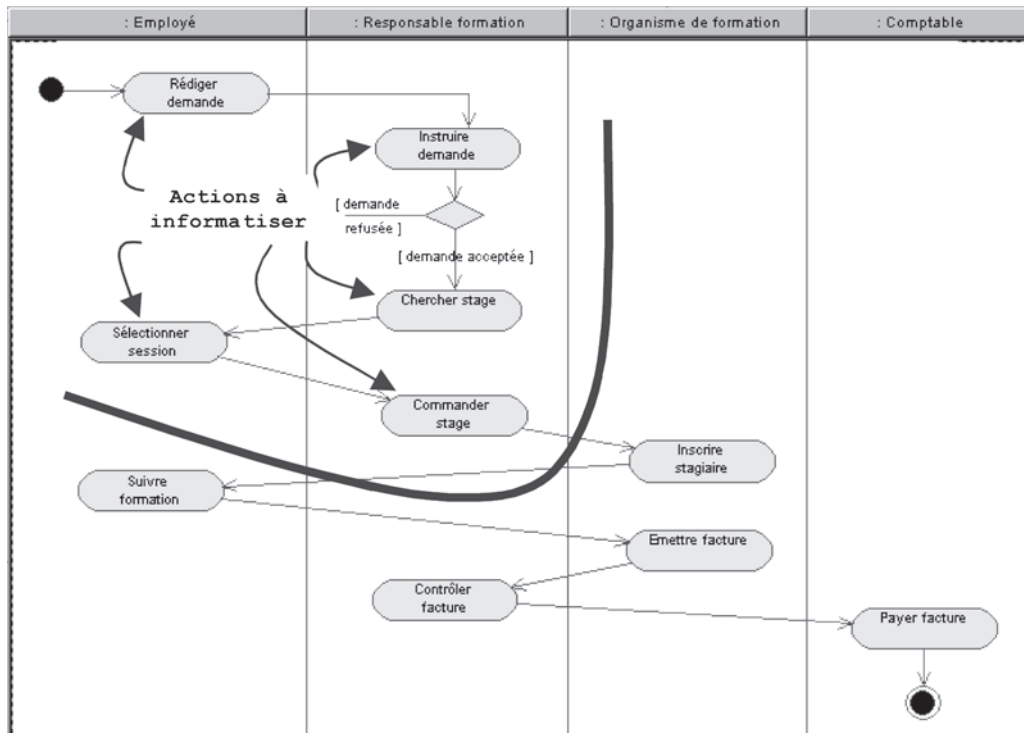 : Employé
: Responsable formation
: Organisme de formation
: Comptable
Rédiger
demande
Instruire
demande
Actions à
informatiser
[ demande
refusée ]
[ demande acceptée ]
Chercher stage
Sélectionner
session
Commander
stage
Inscrire
stagiaire
Suivre
formation
Emettre facture
Contrôler
facture
Payer facture